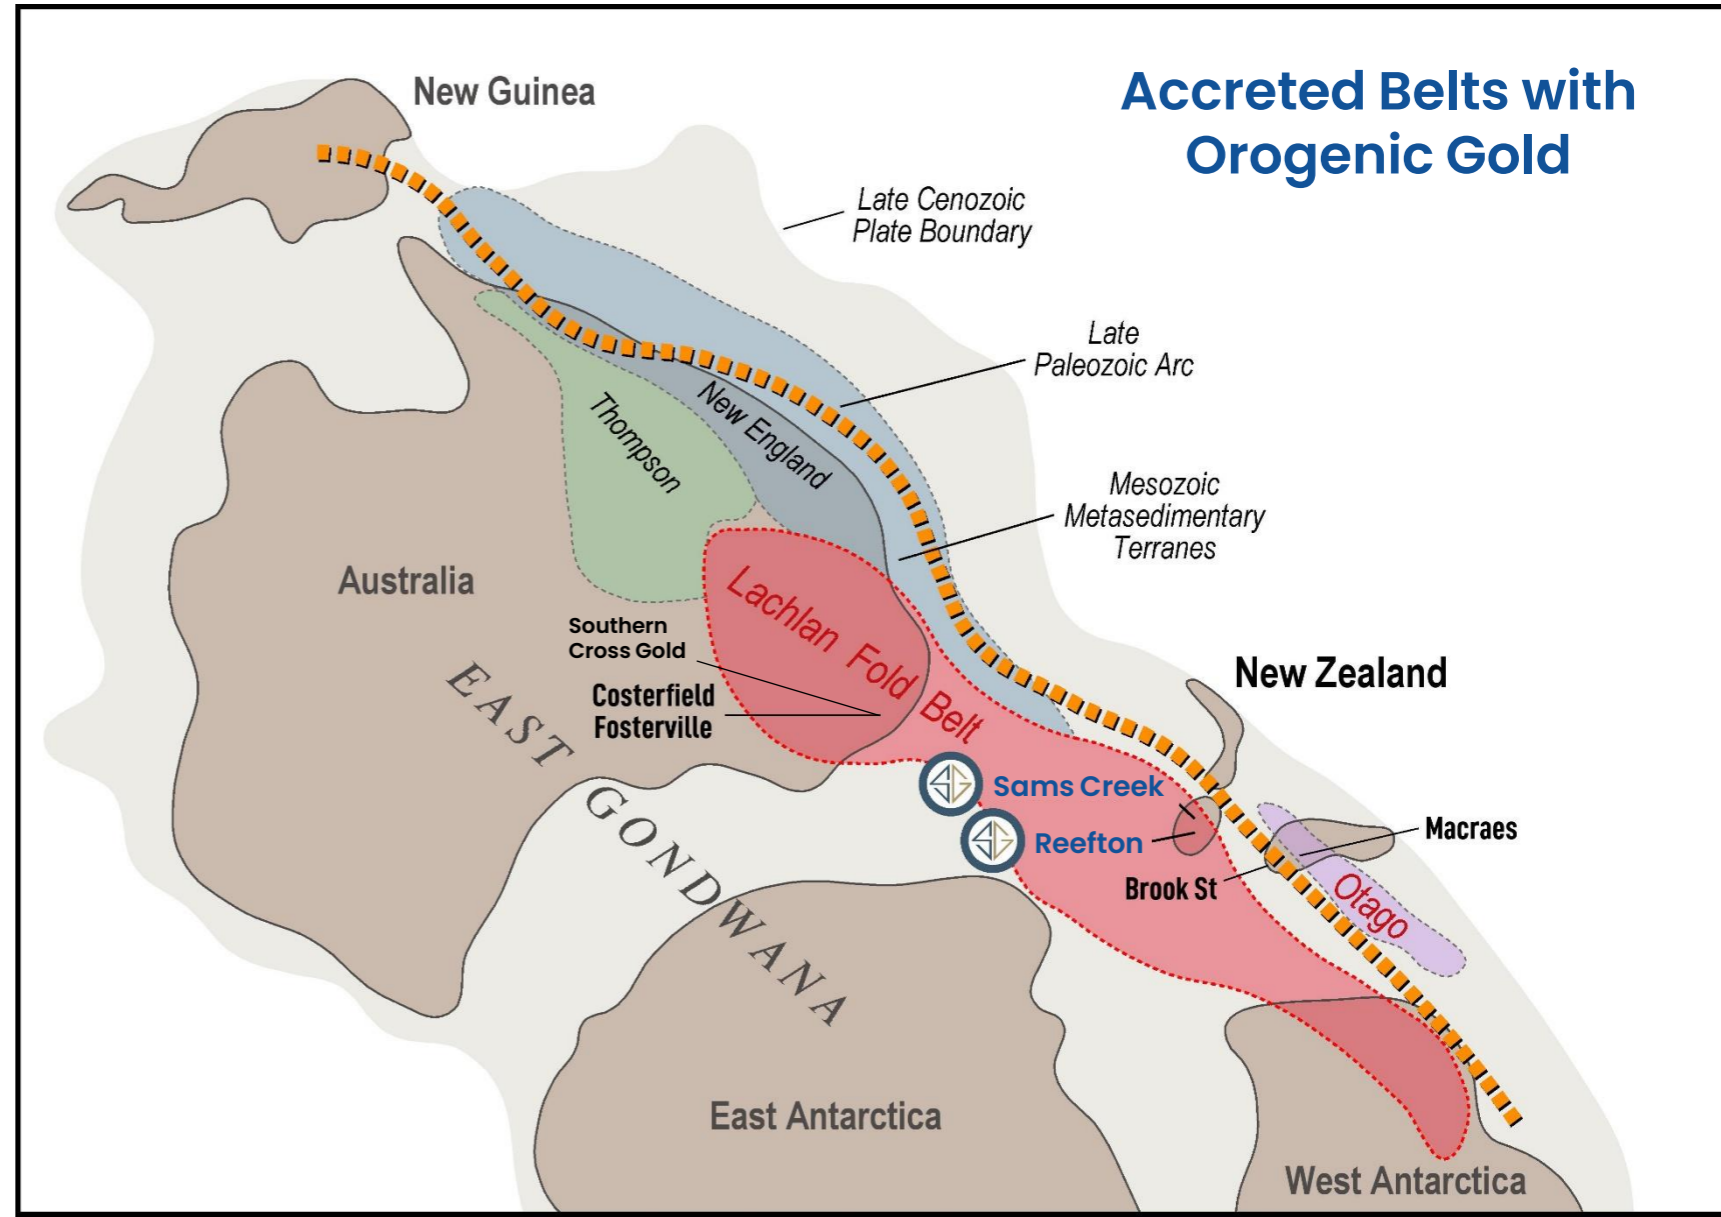 Accreted Belts with
Orogenic Gold
New Guinea
Late Cenozoic
Plate Boundary
Late
Paleozoic Arc
New England
Thompson
Mesozoic
Metasedimentary
Terranes
Australia
Lachlan Fold Belt
Southern
Cross Gold
Costerfield
Fosterville
New Zealand
EAST GONDWANA
SG
Sams Creek
SG
Reefton
Macraes
Brook St
Otago
East Antarctica
West Antarctica